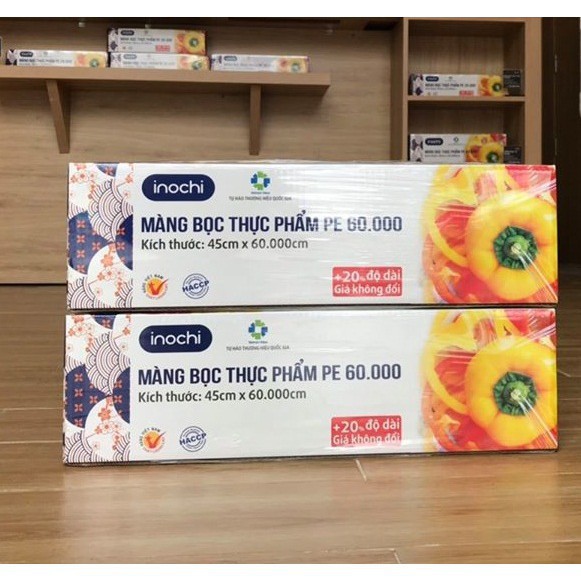 inochi
TỰ HÀO THƯƠNG HIỆU QUỐC GIA
MÀNG BỌC THỰC PHẨM PE 60.000
Kích thước: 45cm x 60.000cm
HACCP
+20% độ dài
Giá không đổi
inochi
TỰ HÀO THƯƠNG HIỆU QUỐC GIA
MÀNG BỌC THỰC PHẨM PE 60.000
Kích thước: 45cm x 60.000cm
HACCP
+20% độ dài
Giá không đổi